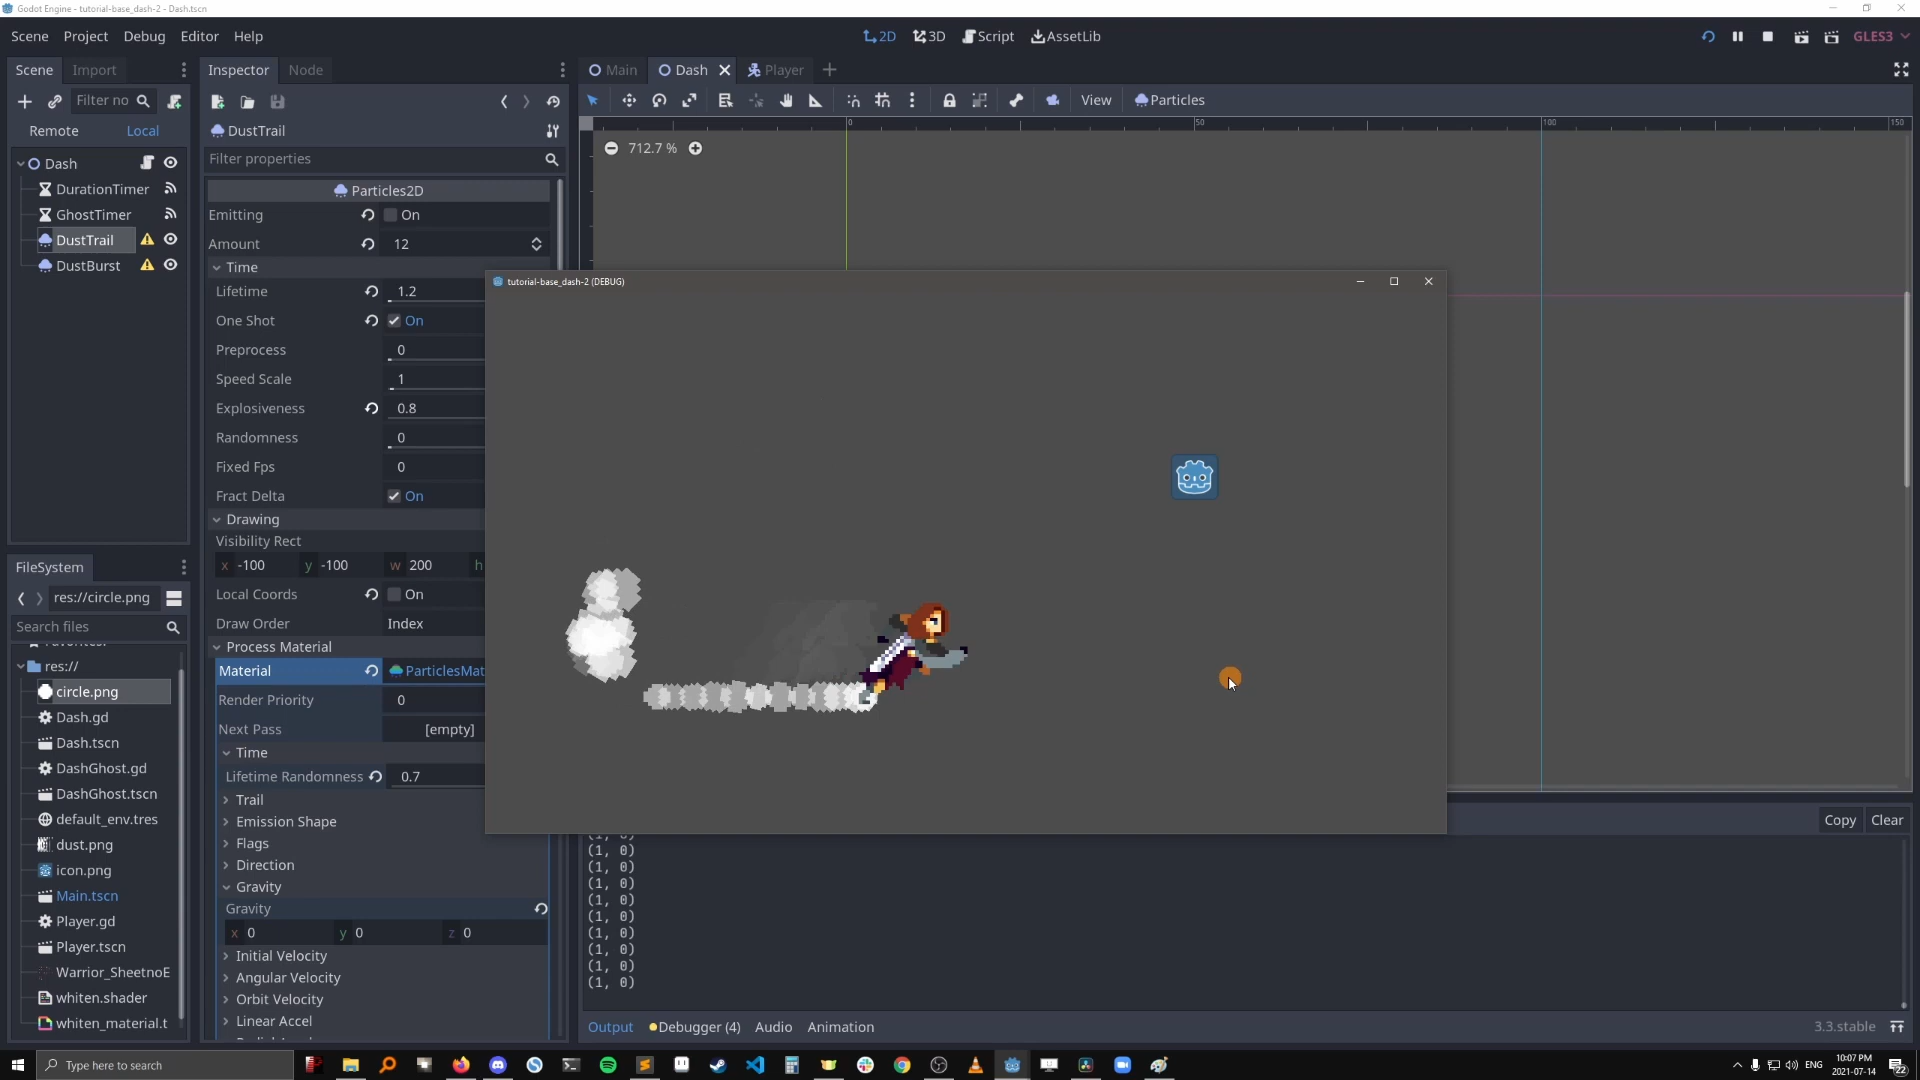 Godot Engine - tutorial-base_dash-2 - Dash.tscn
Scene Project Debug Editor Help
2D 3D Script AssetLib
GLES3
Scene Import
Filter no
Remote Local
Dash
DurationTimer
GhostTimer
DustTrail
DustBurst
FileSystem
res://circle.png
Search files
res://
circle.png
Dash.gd
Dash.tscn
DashGhost.gd
DashGhost.tscn
default_env.tres
dust.png
icon.png
Main.tscn
Player.gd
Player.tscn
Warrior_SheetnoE
whiten.shader
whiten_material.t
Inspector Node
DustTrail
Filter properties
Particles2D
Emitting On
Amount 12
Time
Lifetime 1.2
One Shot On
Preprocess 0
Speed Scale 1
Explosiveness 0.8
Randomness 0
Fixed Fps 0
Fract Delta On
Drawing
Visibility Rect
x -100 y -100 w 200 h
Local Coords On
Draw Order Index
Process Material
Material ParticlesMat
Render Priority 0
Next Pass [empty]
Time
Lifetime Randomness 0.7
Trail
Emission Shape
Flags
Direction
Gravity
Gravity
x 0 y 0 z 0
Initial Velocity
Angular Velocity
Orbit Velocity
Linear Accel
Main Dash Player
View Particles
0 50 100 150
712.7 %
tutorial-base_dash-2 (DEBUG)
Copy Clear
(1, 0)
(1, 0)
(1, 0)
(1, 0)
(1, 0)
(1, 0)
(1, 0)
(1, 0)
(1, 0)
(1, 0)
Output Debugger (4) Audio Animation
3.3.stable
Type here to search
ENG
10:07 PM
2021-07-14
22